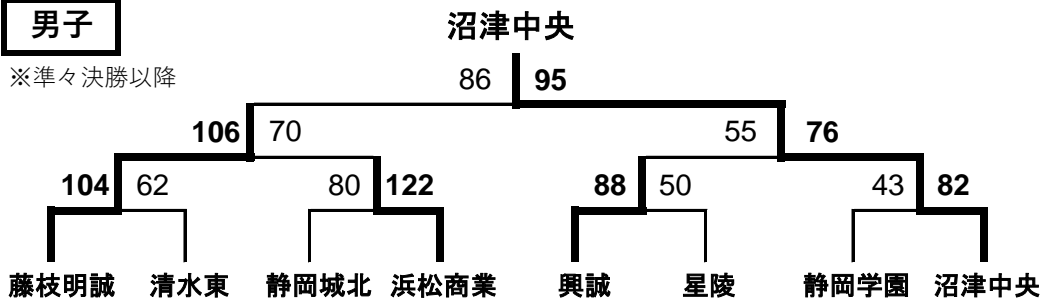 男子
沼津中央
※準々決勝以降
86 95
106 70 55 76
104 62 80 122 88 50 43 82
藤枝明誠 清水東 静岡城北 浜松商業 興誠 星陵 静岡学園 沼津中央